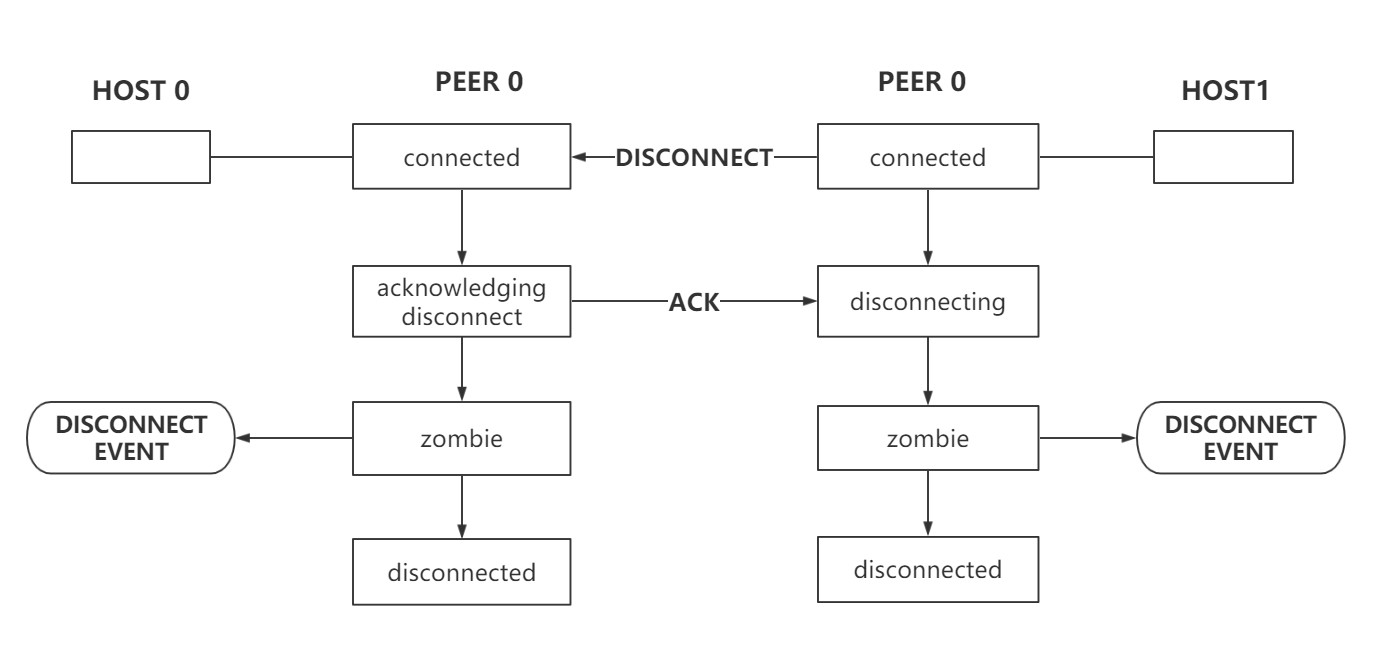 HOST 0
PEER 0
PEER 0
HOST1
connected
DISCONNECT
connected
acknowledging
disconnect
ACK
disconnecting
DISCONNECT
EVENT
zombie
zombie
DISCONNECT
EVENT
disconnected
disconnected